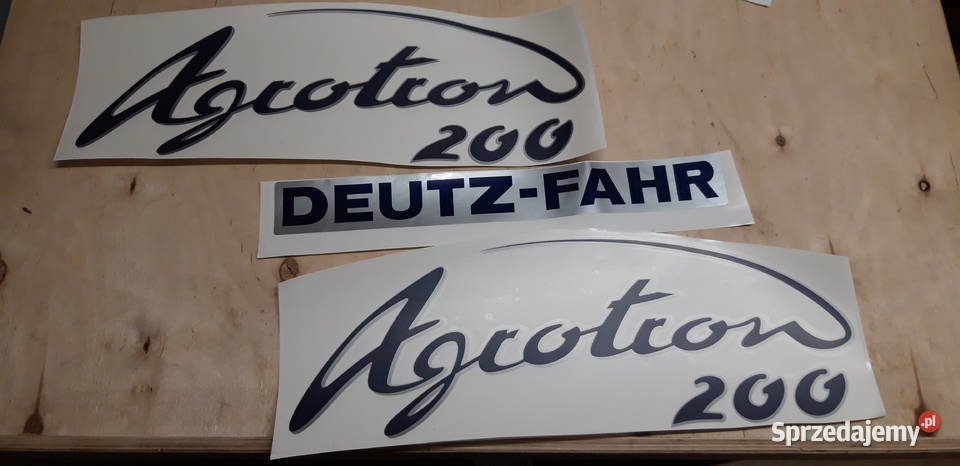 Agrotron
200
DEUTZ-FAHR
Agrotron
200
Sprzedajemy.pl